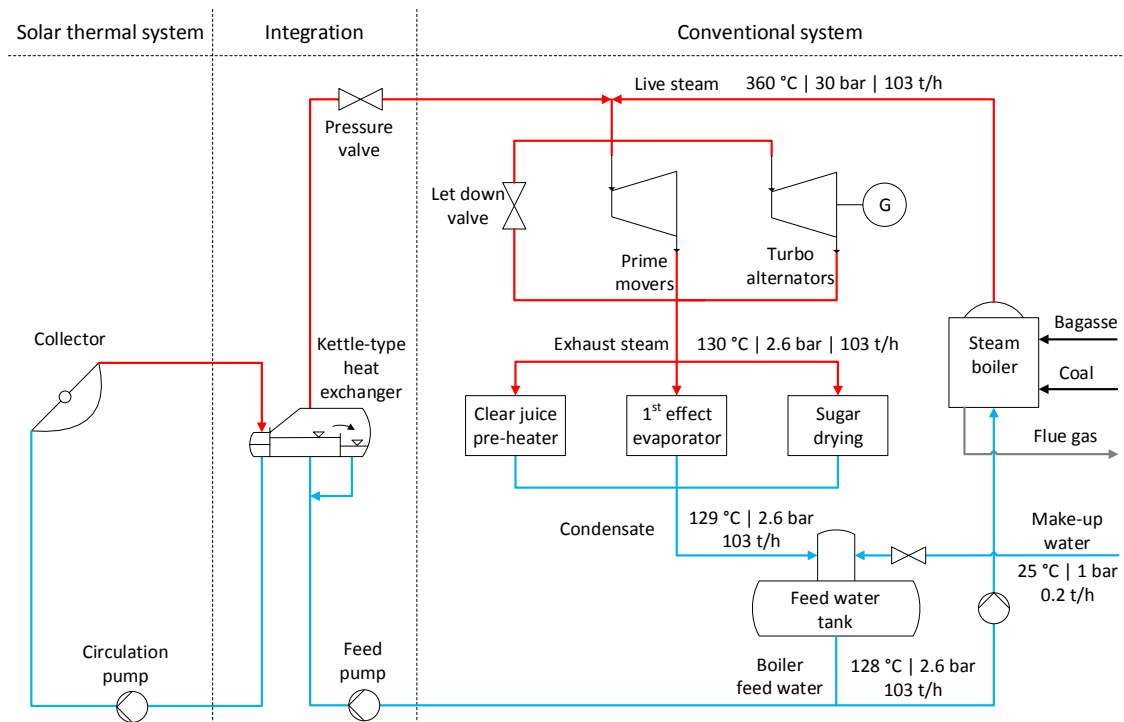 Solar thermal system
Integration
Conventional system
Live steam
360 °C | 30 bar | 103 t/h
Pressure
valve
Let down
valve
G
Prime
movers
Turbo
alternators
Collector
Kettle-type
heat
exchanger
Exhaust steam
130 °C | 2.6 bar | 103 t/h
Steam
boiler
Bagasse
Coal
Clear juice
pre-heater
1st effect
evaporator
Sugar
drying
Flue gas
Condensate
129 °C | 2.6 bar
103 t/h
Make-up
water
25 °C | 1 bar
0.2 t/h
Feed water
tank
Circulation
pump
Feed
pump
Boiler
feed water
128 °C | 2.6 bar
103 t/h